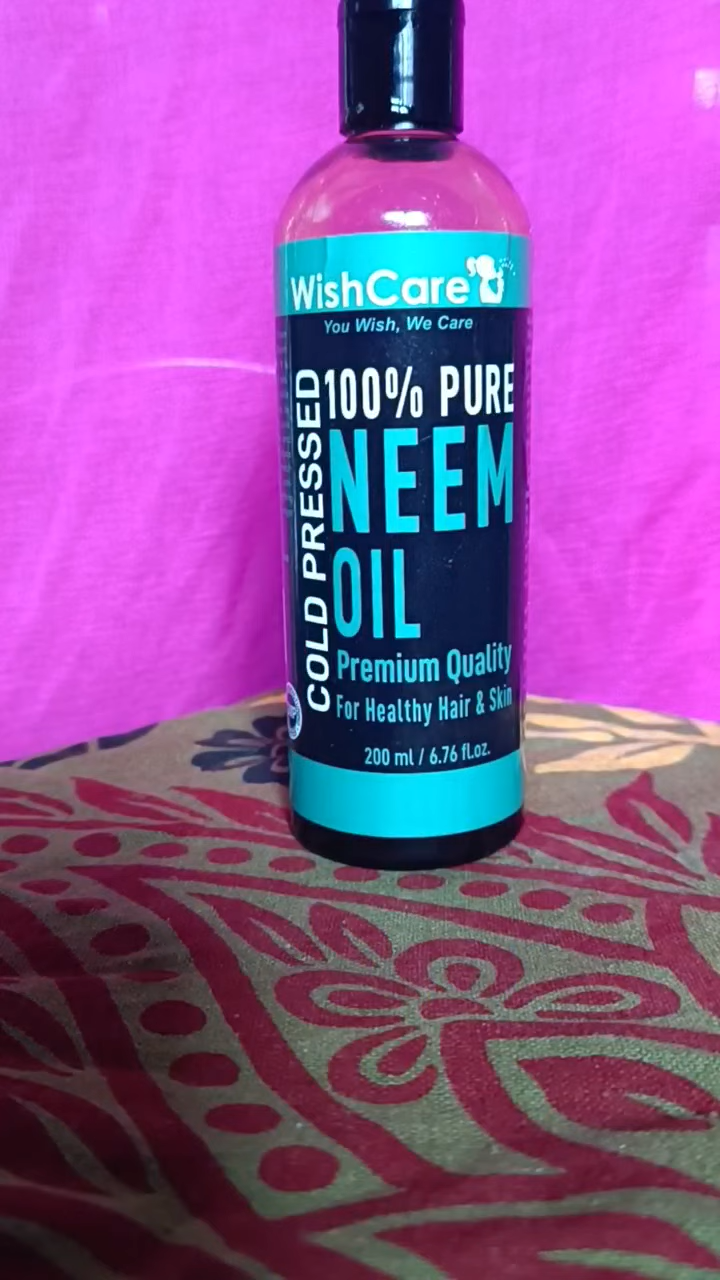 WishCare
You Wish, We Care
COLD PRESSED
100% PURE
NEEM
OIL
Premium Quality
For Healthy Hair & Skin
200 ml / 6.76 fl.oz.